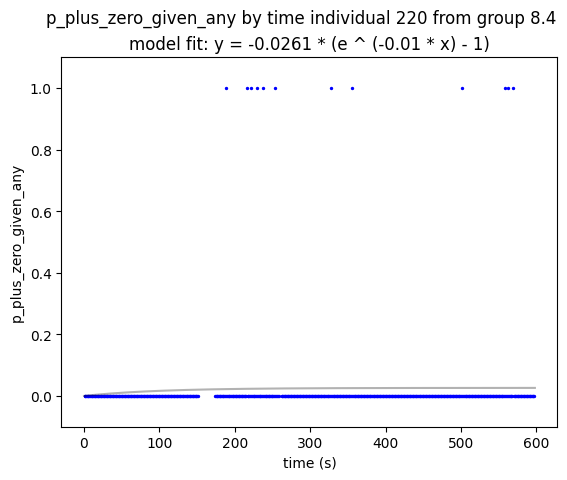 p_plus_zero_given_any by time individual 220 from group 8.4
model fit: y = -0.0261 * (e ^ (-0.01 * x) - 1)
1.0
0.8
0.6
0.4
0.2
0.0
p_plus_zero_given_any
0 100 200 300 400 500 600
time (s)